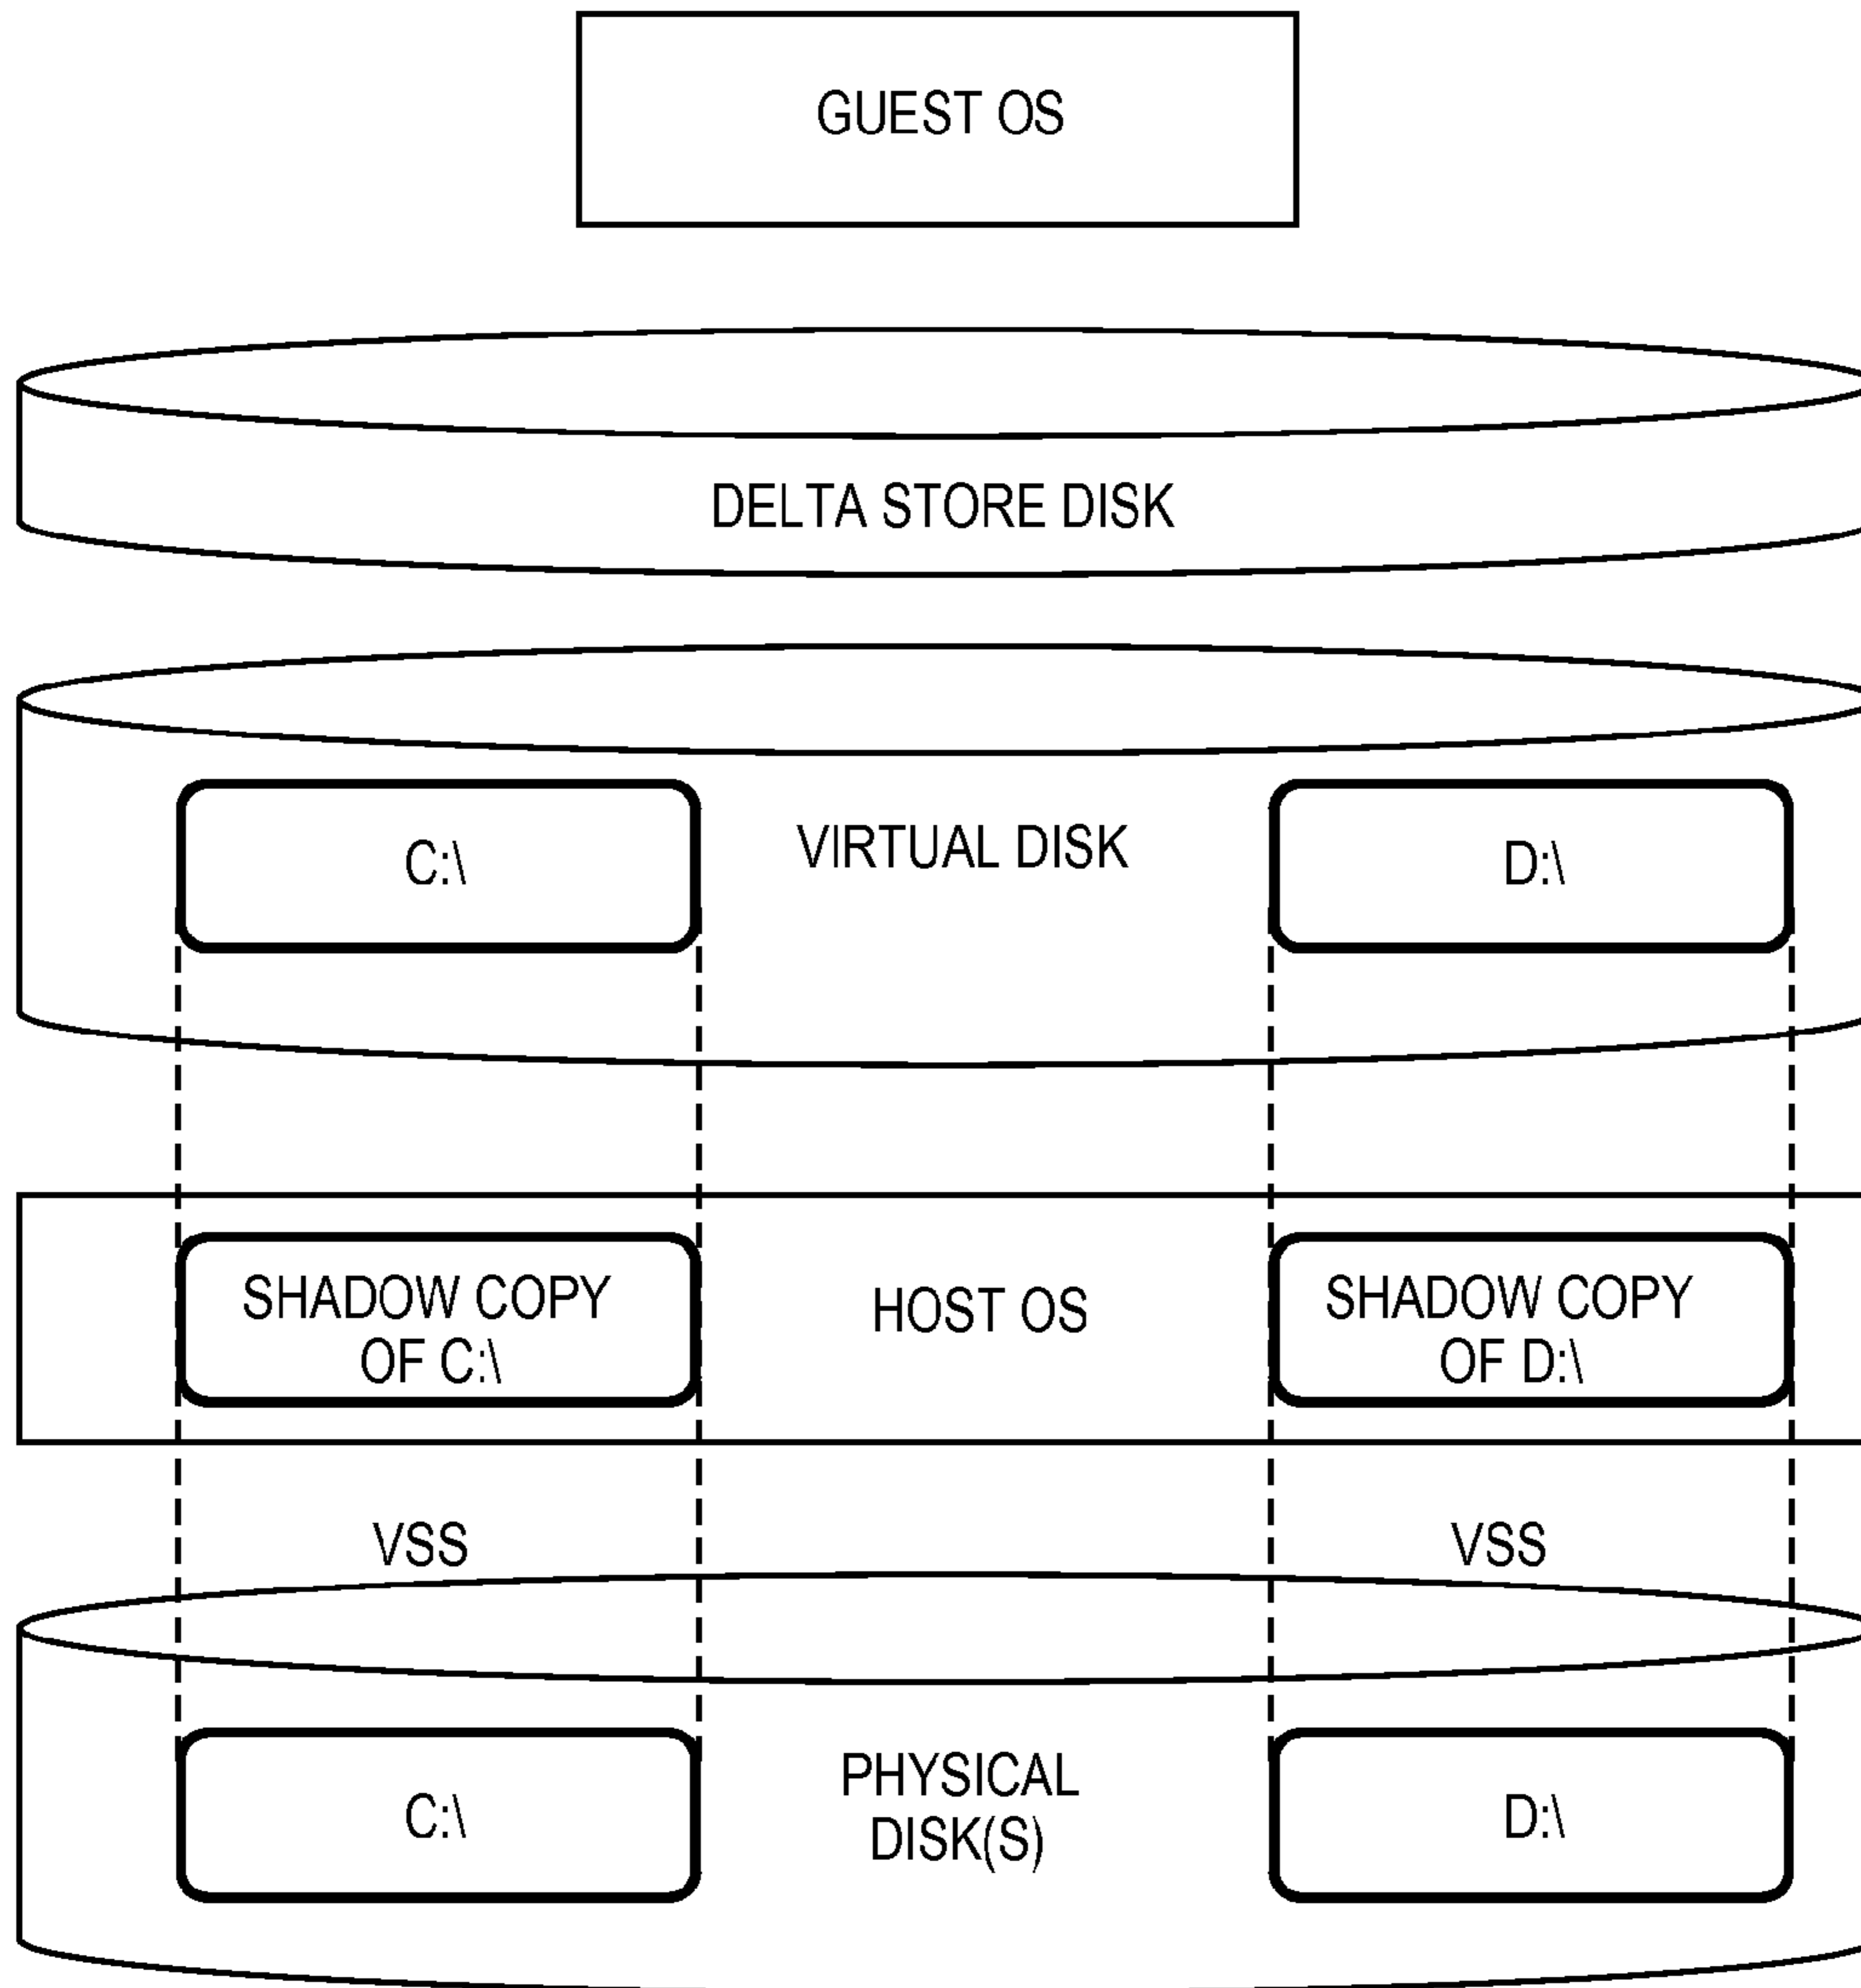 GUEST OS
DELTA STORE DISK
C:\
VIRTUAL DISK
D:\
SHADOW COPY
OF C:\
HOST OS
SHADOW COPY
OF D:\
VSS
VSS
C:\
PHYSICAL
DISK(S)
D:\